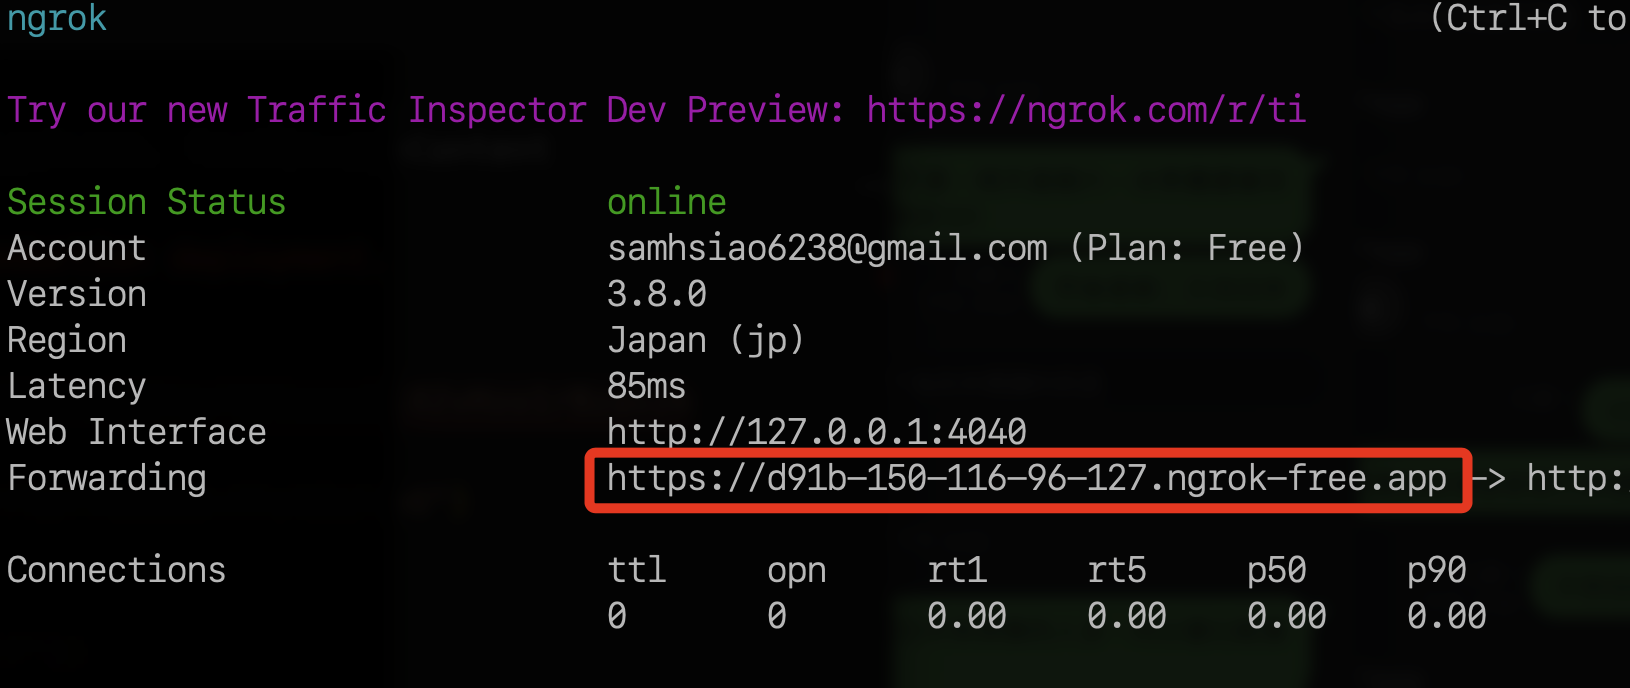 ngrok (Ctrl+C to
Try our new Traffic Inspector Dev Preview: https://ngrok.com/r/ti
Session Status online
Account samhsiao6238@gmail.com (Plan: Free)
Version 3.8.0
Region Japan (jp)
Latency 85ms
Web Interface http://127.0.0.1:4040
Forwarding https://d91b-150-116-96-127.ngrok-free.app -> http:
Connections ttl opn rt1 rt5 p50 p90
0 0 0.00 0.00 0.00 0.00